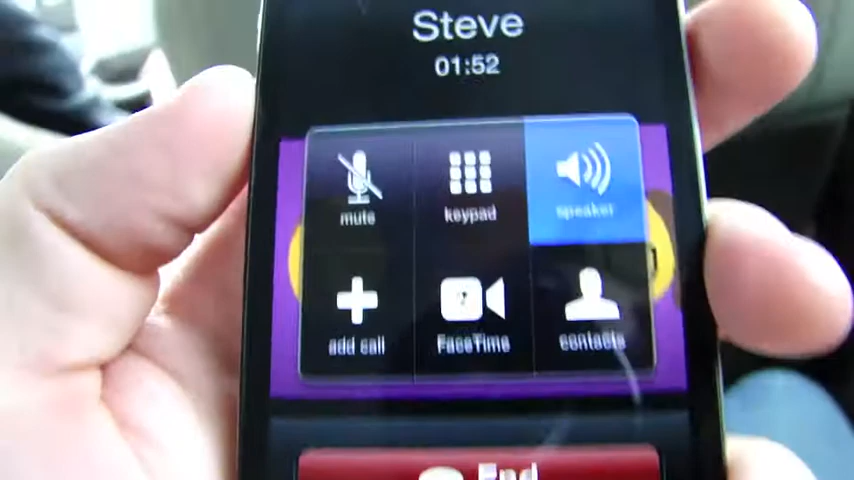 Steve
01:52
mute keypad speaker
add call FaceTime contacts
End